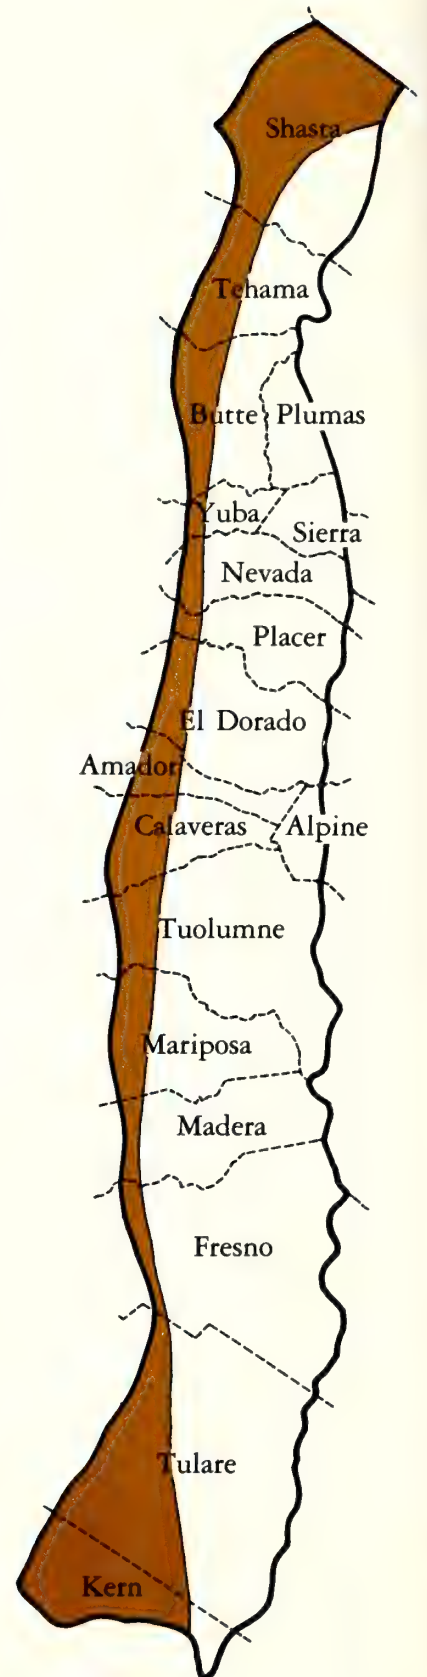 Shasta
Tehama
Butte Plumas
Yuba
Sierra
Nevada
Placer
El Dorado
Amador
Calaveras Alpine
Tuolumne
Mariposa
Madera
Fresno
Tulare
Kern